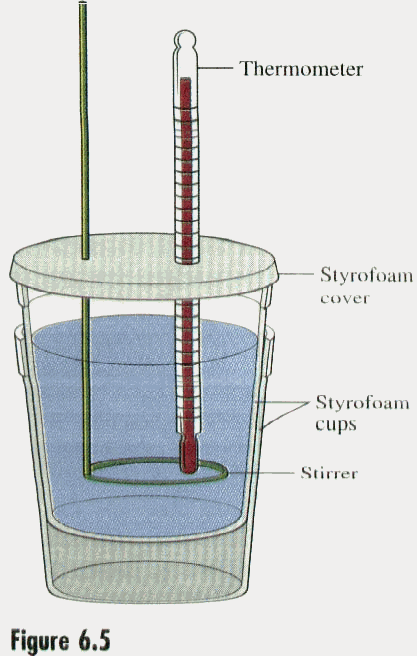 Thermometer
Styrofoam
cover
Styrofoam
cups
Stirrer
Figure 6.5